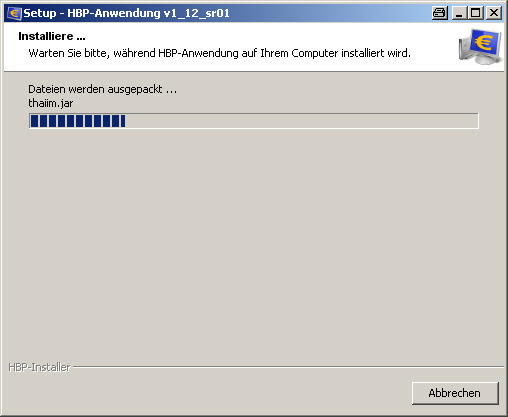 Setup - HBP-Anwendung v1_12_sr01
Installiere ...
Warten Sie bitte, während HBP-Anwendung auf Ihrem Computer installiert wird.
Dateien werden ausgepackt ...
thaiim.jar
HBP-Installer
Abbrechen